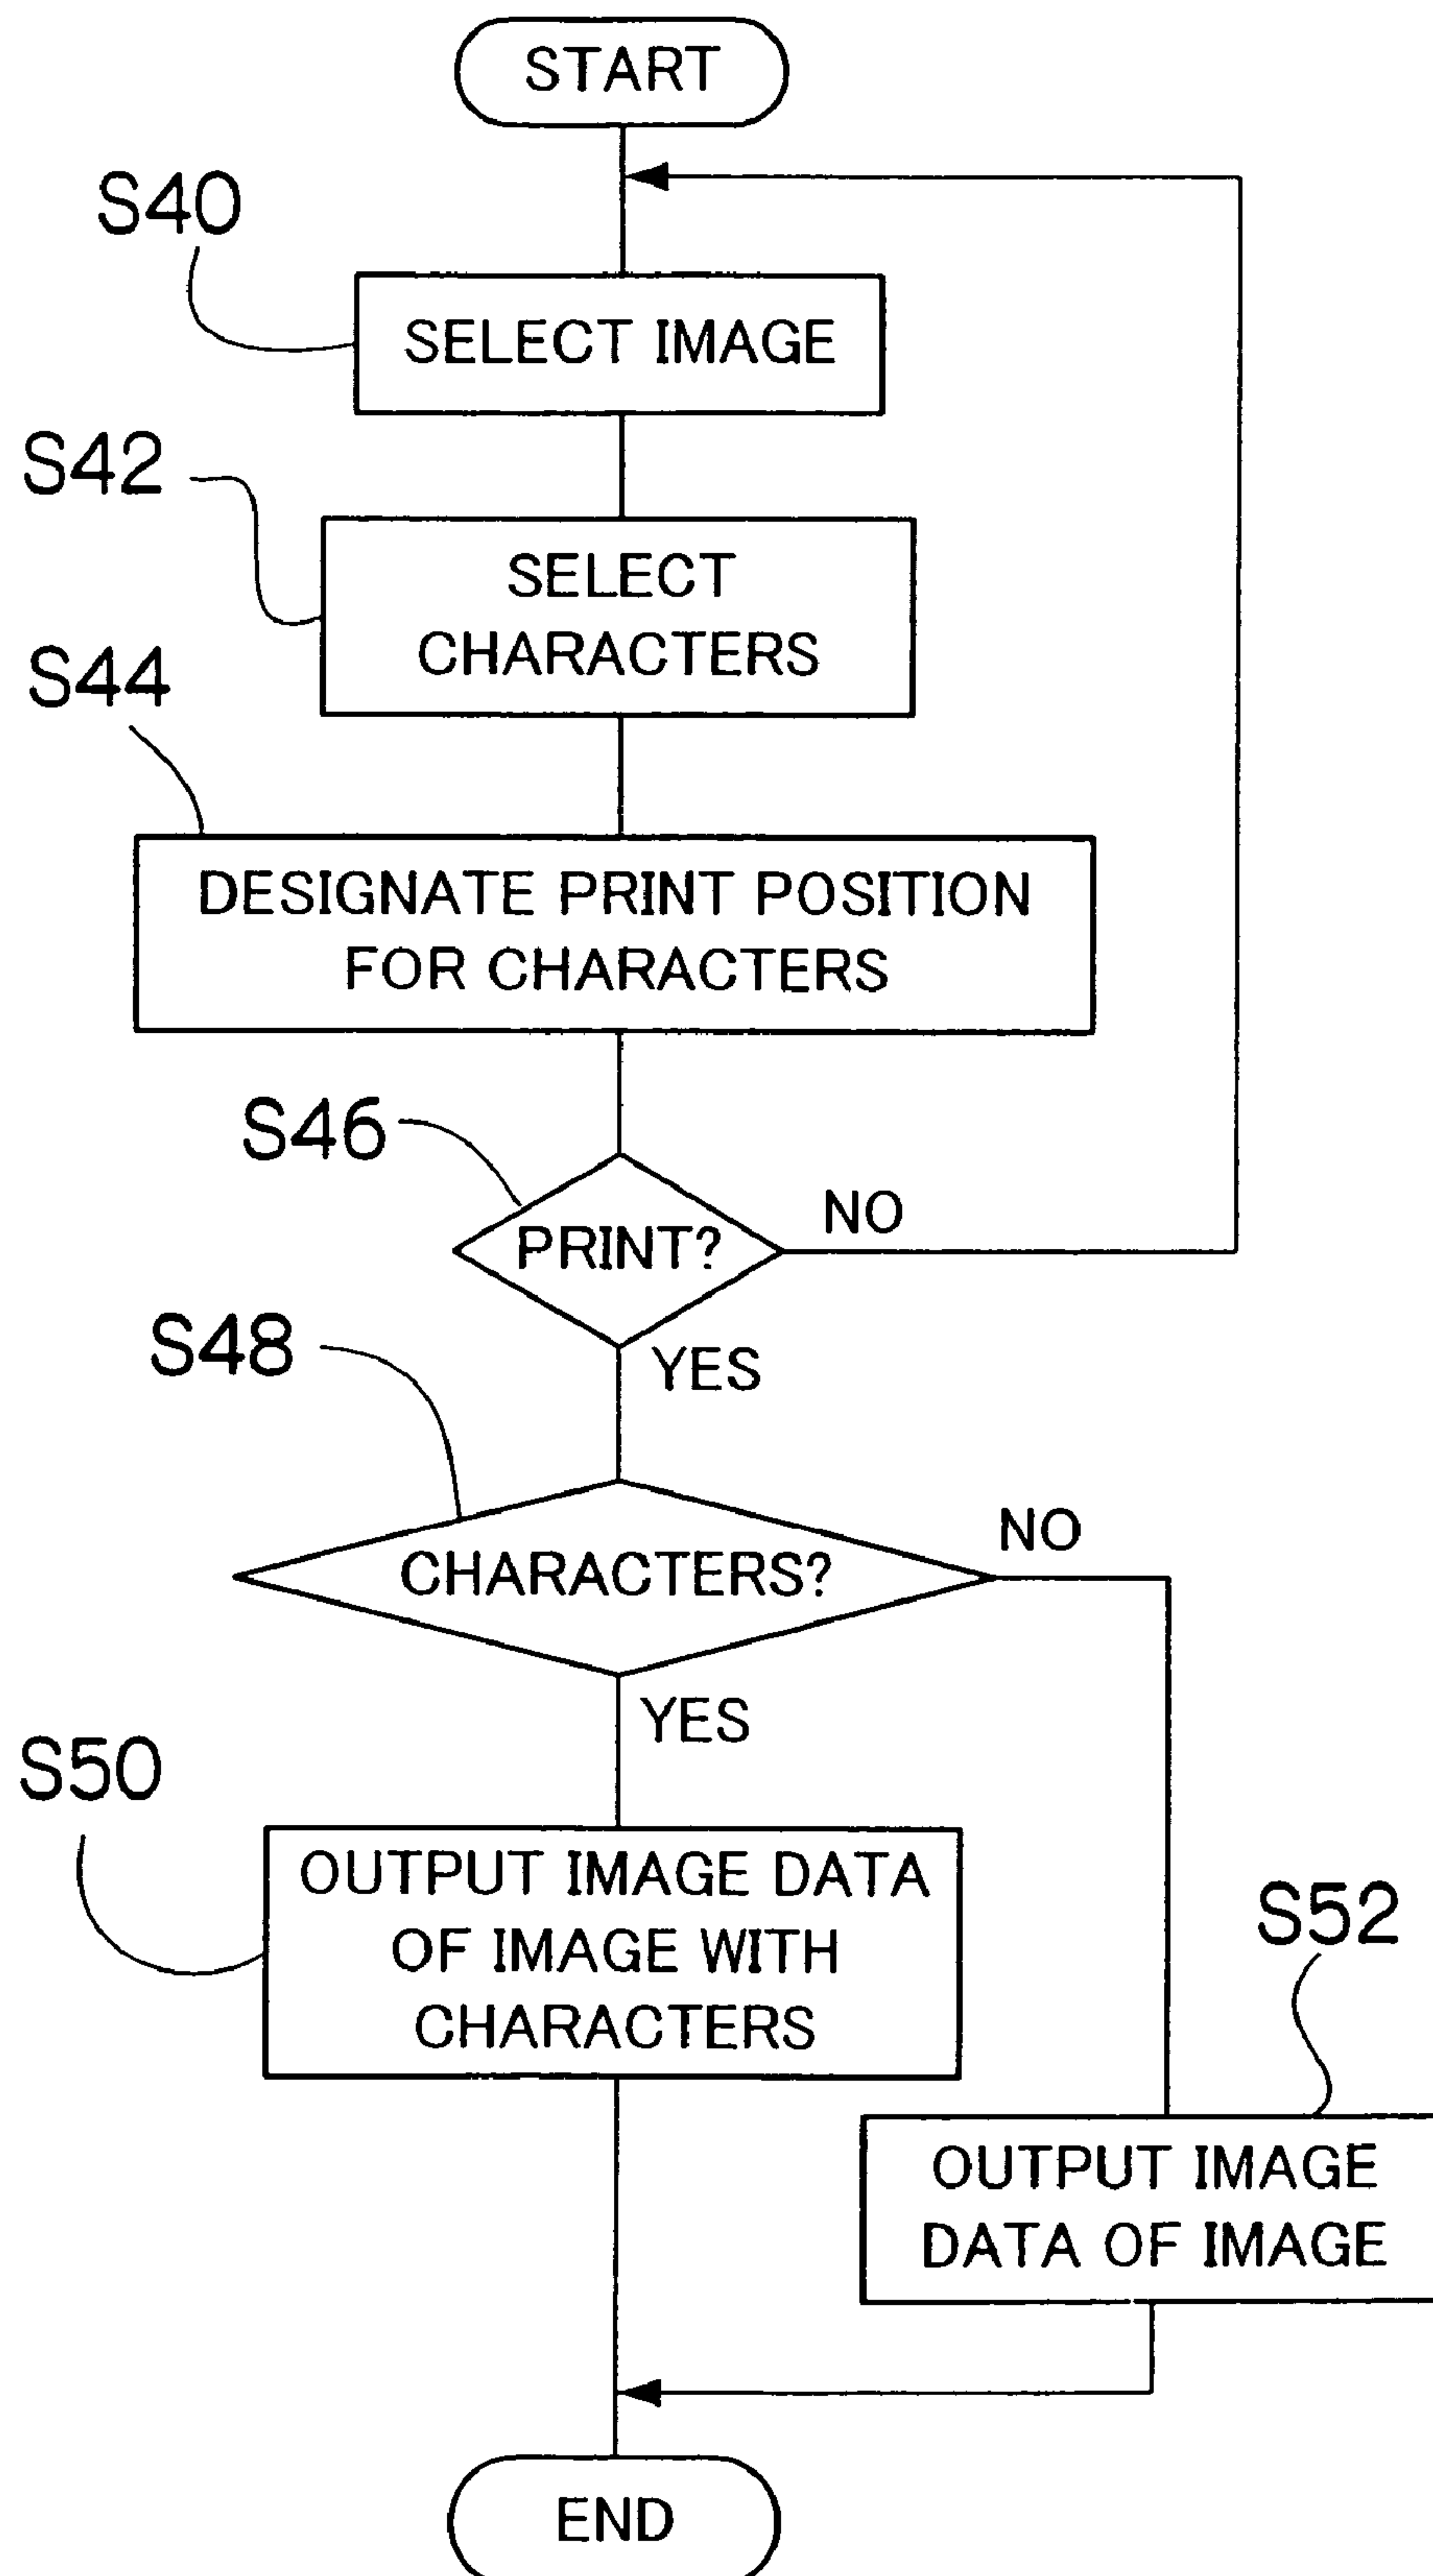 START
S40
SELECT IMAGE
S42
SELECT
CHARACTERS
S44
DESIGNATE PRINT POSITION
FOR CHARACTERS
S46
PRINT?
NO
YES
S48
CHARACTERS?
NO
YES
S50
OUTPUT IMAGE DATA
OF IMAGE WITH
CHARACTERS
S52
OUTPUT IMAGE
DATA OF IMAGE
END